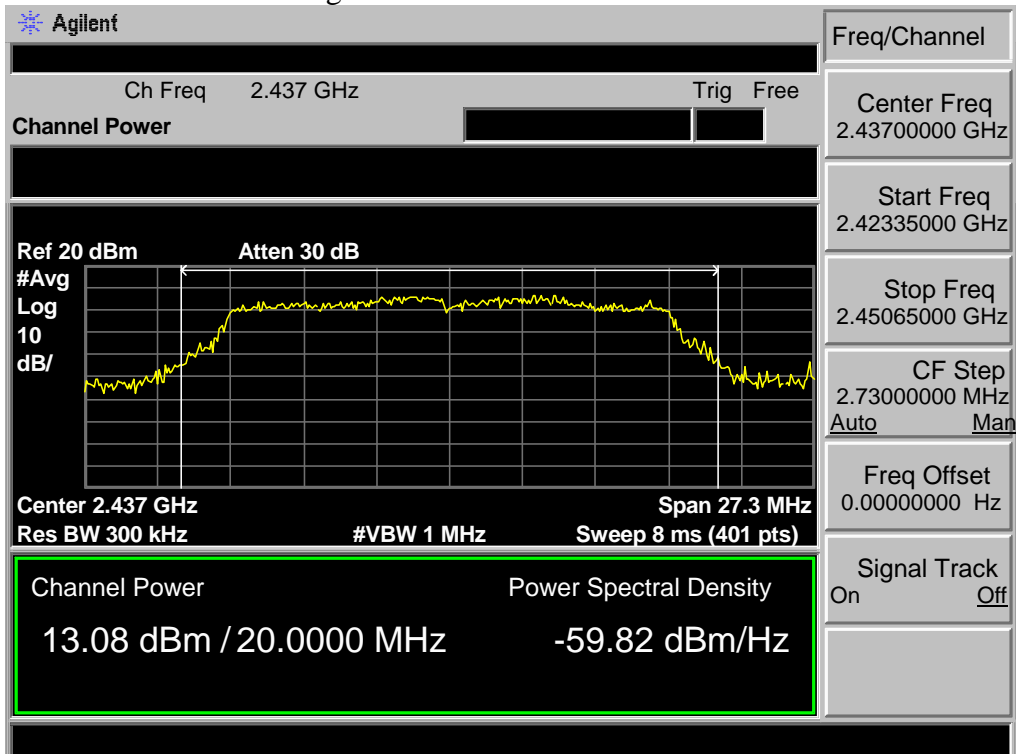 Agilent
Freq/Channel
Ch Freq 2.437 GHz Trig Free
Channel Power
Center Freq
2.43700000 GHz
Start Freq
2.42335000 GHz
Ref 20 dBm Atten 30 dB
#Avg
Log
10
dB/
Stop Freq
2.45065000 GHz
CF Step
2.73000000 MHz
Auto Man
Center 2.437 GHz Span 27.3 MHz
Res BW 300 kHz #VBW 1 MHz Sweep 8 ms (401 pts)
Freq Offset
0.00000000 Hz
Channel Power Power Spectral Density
13.08 dBm / 20.0000 MHz -59.82 dBm/Hz
Signal Track
On Off